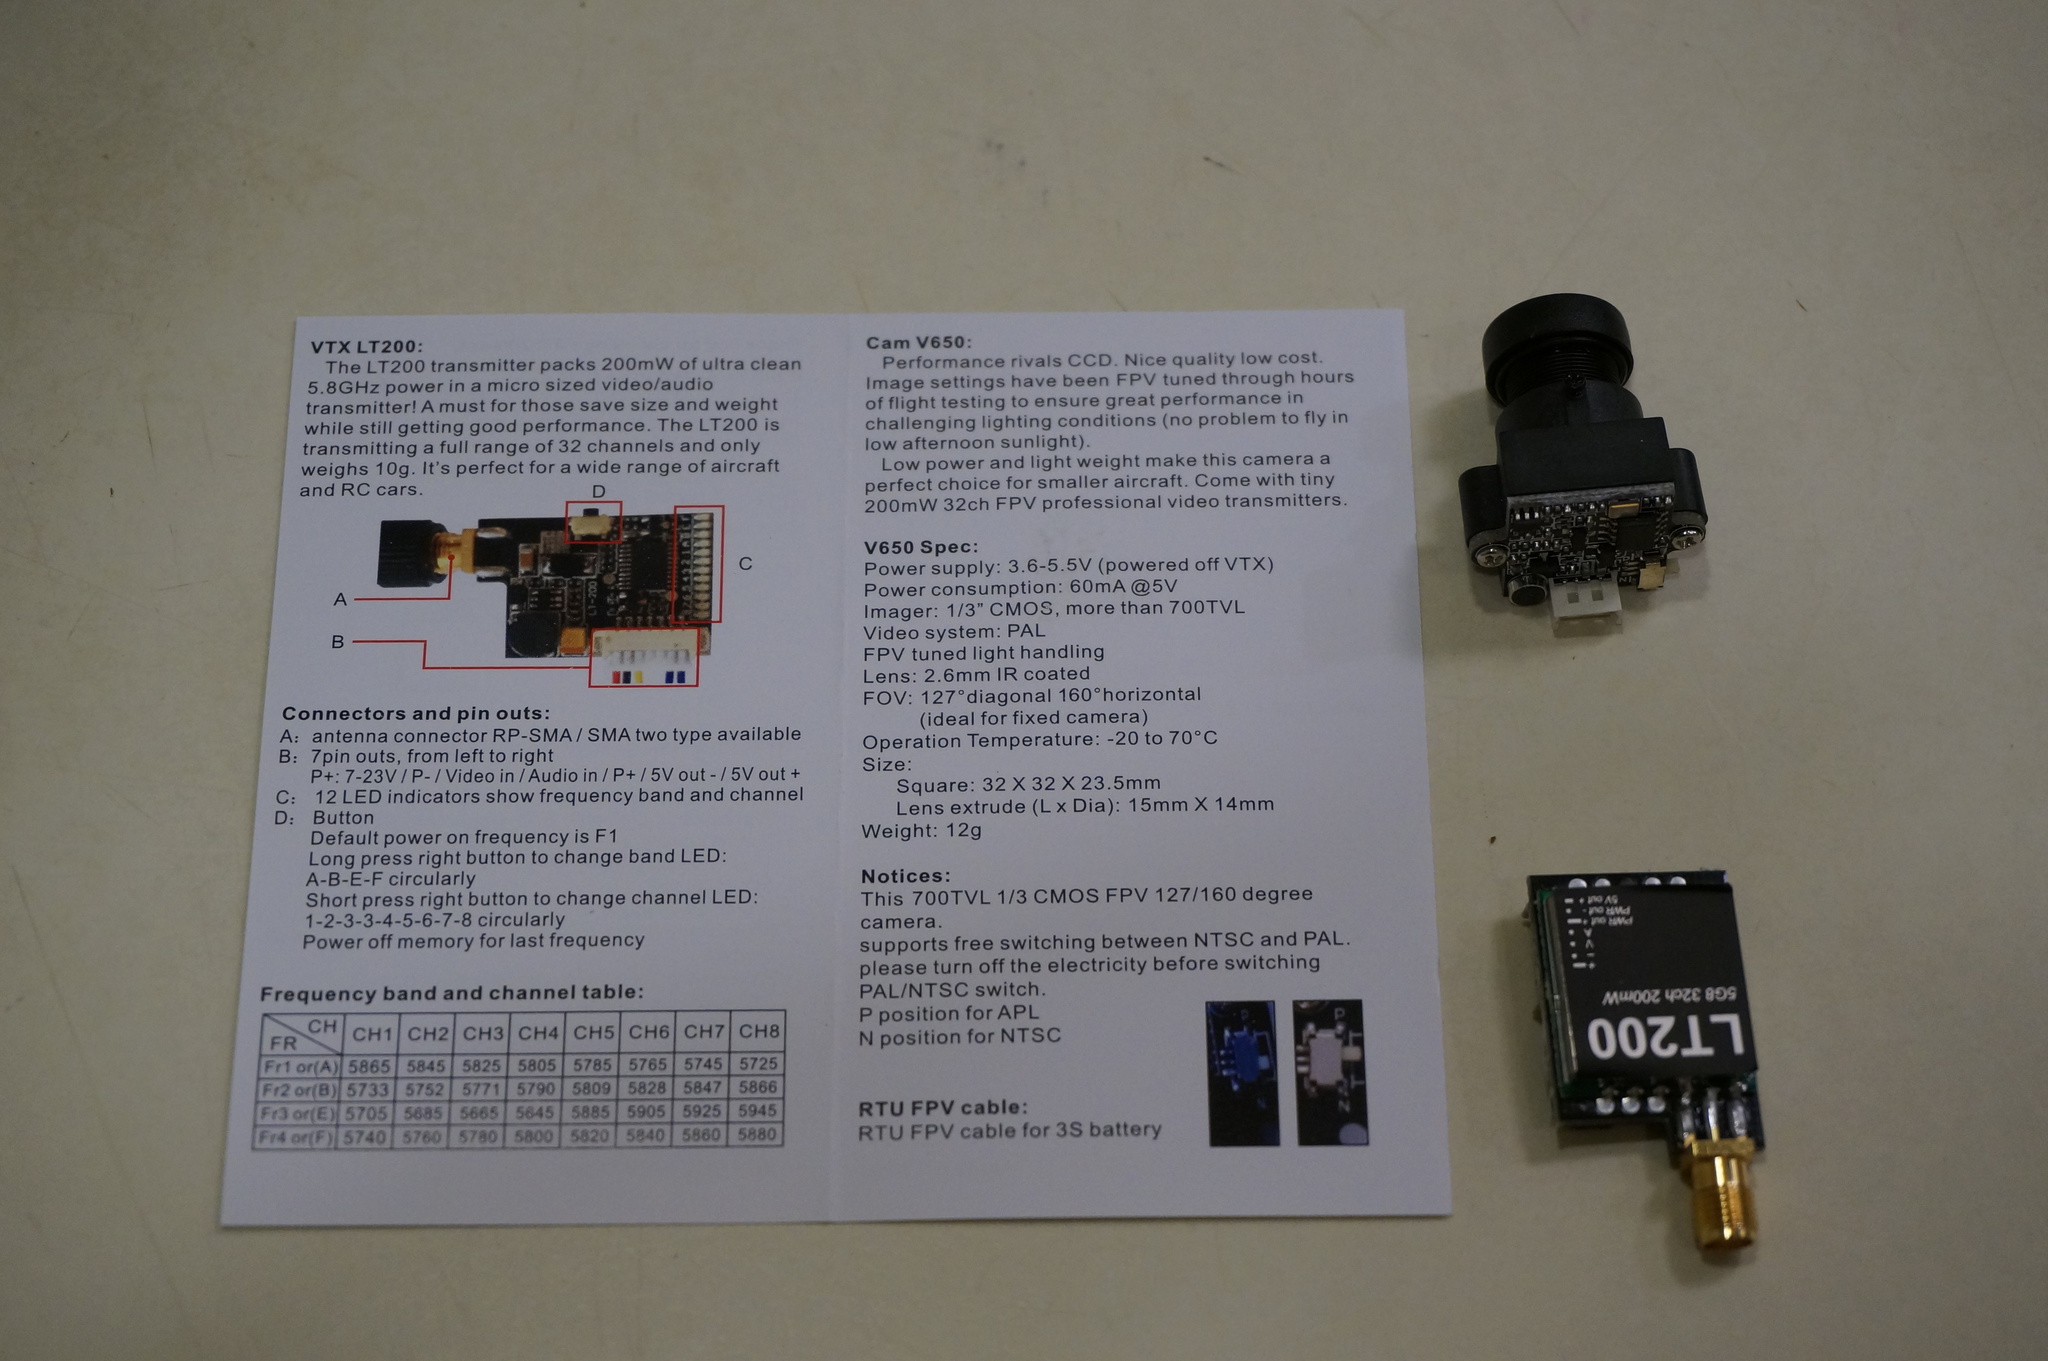 VTX LT200:
The LT200 transmitter packs 200mW of ultra clean
5.8GHz power in a micro sized video/audio
transmitter! A must for those save size and weight
while still getting good performance. The LT200 is
transmitting a full range of 32 channels and only
weighs 10g. It's perfect for a wide range of aircraft
and RC cars.
D
C
A
B
LT-200
Connectors and pin outs:
A: antenna connector RP-SMA / SMA two type available
B: 7pin outs, from left to right
P+: 7-23V / P- / Video in / Audio in / P+ / 5V out - / 5V out +
C: 12 LED indicators show frequency band and channel
D: Button
Default power on frequency is F1
Long press right button to change band LED:
A-B-E-F circularly
Short press right button to change channel LED:
1-2-3-3-4-5-6-7-8 circularly
Power off memory for last frequency
Frequency band and channel table:
CH FR CH1 CH2 CH3 CH4 CH5 CH6 CH7 CH8
Fr1 or(A) 5865 5845 5825 5805 5785 5765 5745 5725
Fr2 or(B) 5733 5752 5771 5790 5809 5828 5847 5866
Fr3 or(E) 5705 5685 5665 5645 5885 5905 5925 5945
Fr4 or(F) 5740 5760 5780 5800 5820 5840 5860 5880
Cam V650:
Performance rivals CCD. Nice quality low cost.
Image settings have been FPV tuned through hours
of flight testing to ensure great performance in
challenging lighting conditions (no problem to fly in
low afternoon sunlight).
Low power and light weight make this camera a
perfect choice for smaller aircraft. Come with tiny
200mW 32ch FPV professional video transmitters.
V650 Spec:
Power supply: 3.6-5.5V (powered off VTX)
Power consumption: 60mA @5V
Imager: 1/3" CMOS, more than 700TVL
Video system: PAL
FPV tuned light handling
Lens: 2.6mm IR coated
FOV: 127°diagonal 160°horizontal
(ideal for fixed camera)
Operation Temperature: -20 to 70°C
Size:
Square: 32 X 32 X 23.5mm
Lens extrude (L x Dia): 15mm X 14mm
Weight: 12g
Notices:
This 700TVL 1/3 CMOS FPV 127/160 degree
camera.
supports free switching between NTSC and PAL.
please turn off the electricity before switching
PAL/NTSC switch.
P position for APL
N position for NTSC
P
N
P
N
RTU FPV cable:
RTU FPV cable for 3S battery
LT200
5G8 32ch 200mW
+
-
V
A
+ PWR out
- PWR out
+ 5V out